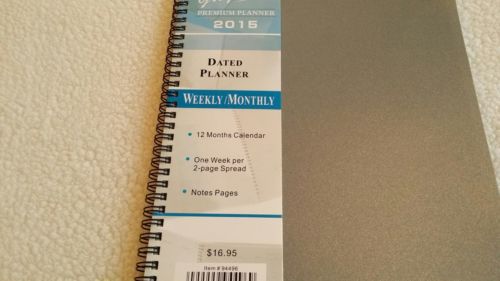 PREMIUM PLANNER
2015
DATED
PLANNER
WEEKLY/MONTHLY
• 12 Months Calendar
• One Week per
2-page Spread
• Notes Pages
$16.95
Item # 94496